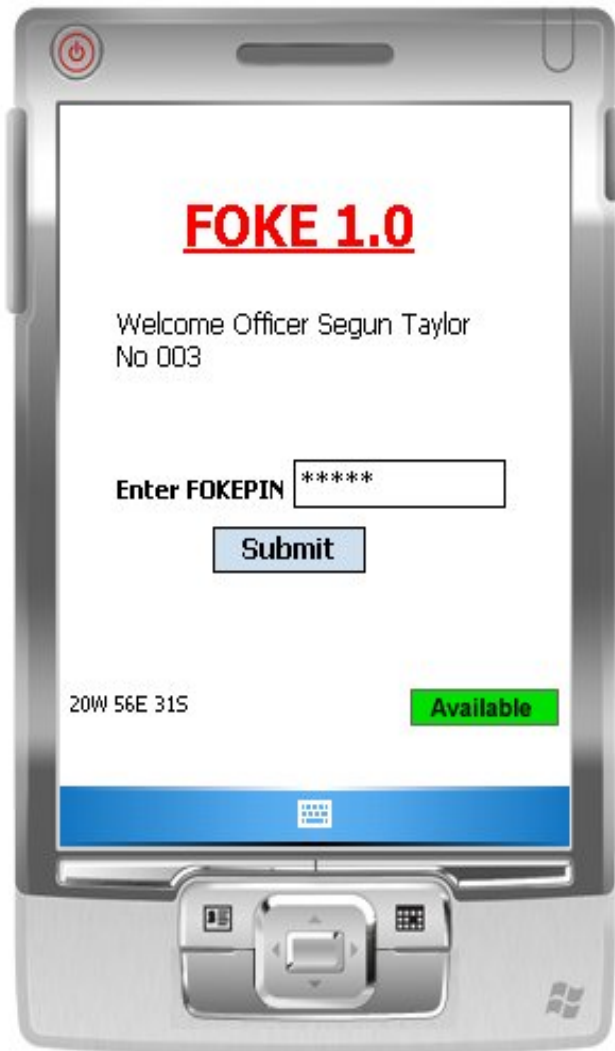 FOKE 1.0
Welcome Officer Segun Taylor
No 003
Enter FOKEPIN *****
Submit
20W 56E 31S
Available